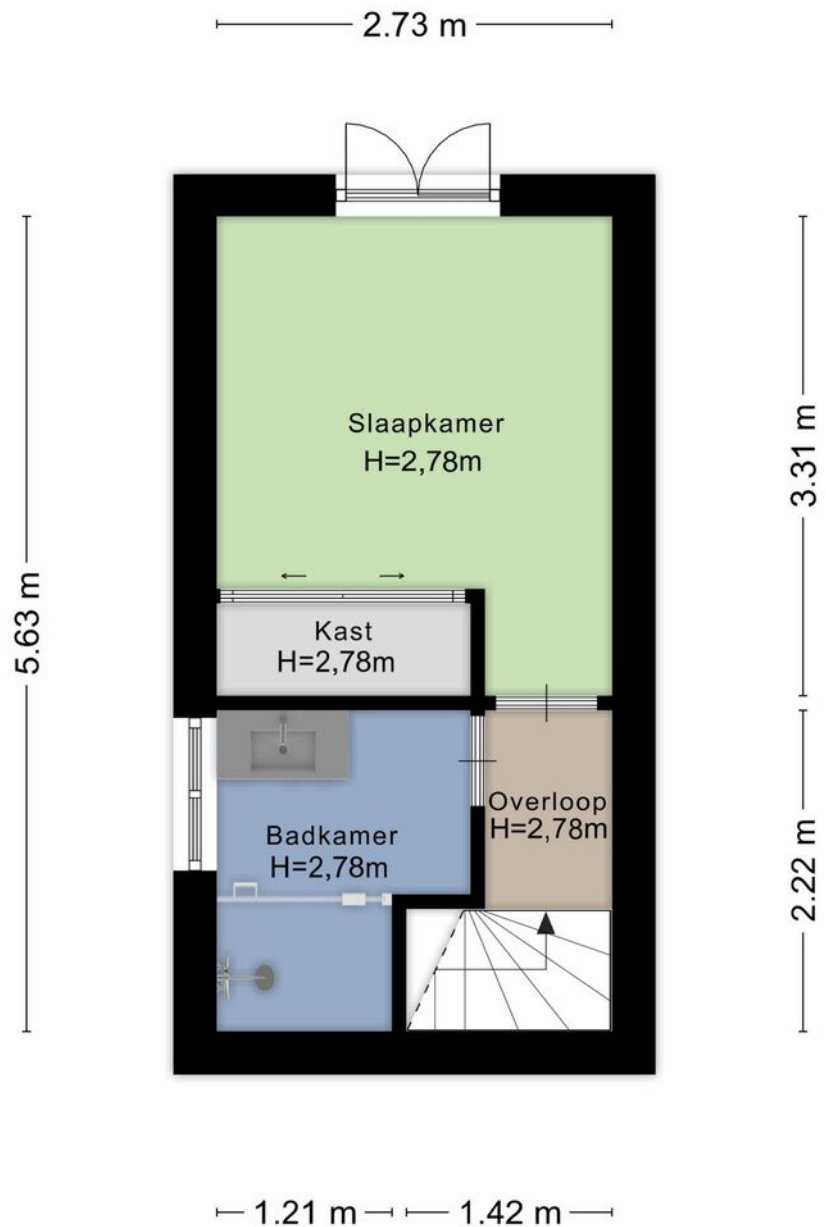 2.73 m
Slaapkamer
H=2,78m
3.31 m
5.63 m
Kast
H=2,78m
Overloop
H=2,78m
Badkamer
H=2,78m
2.22 m
1.21 m
1.42 m